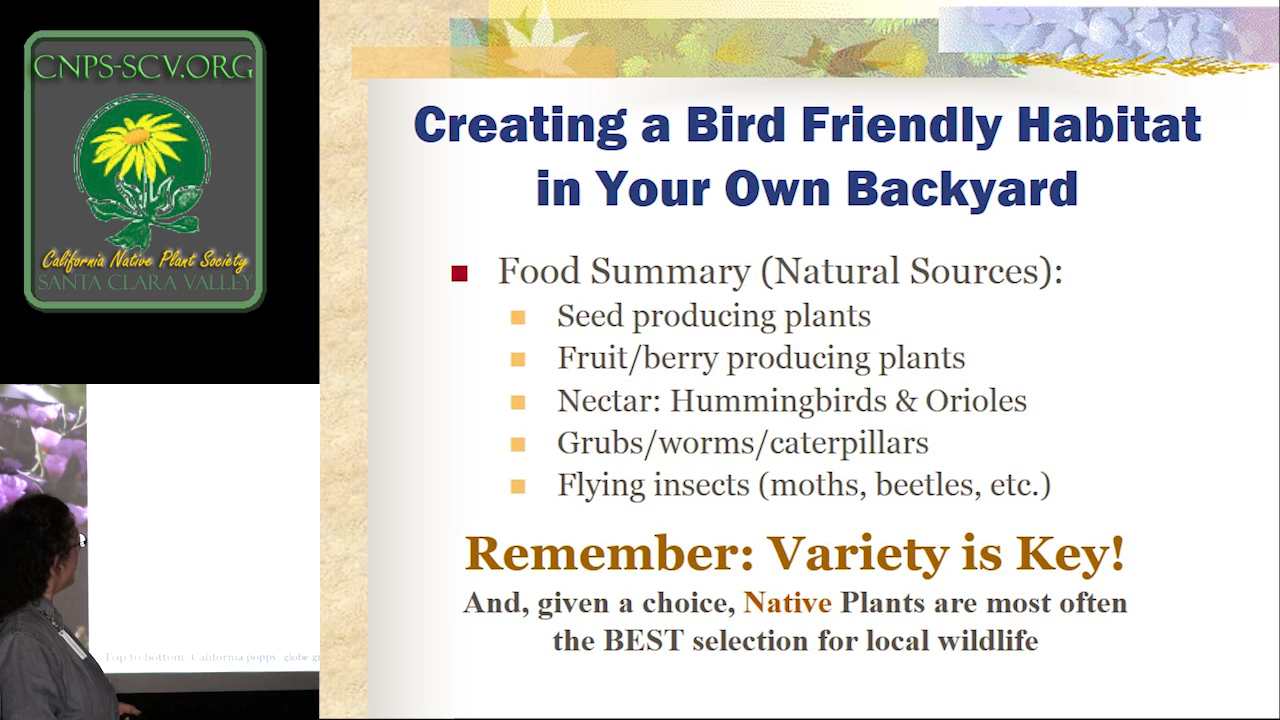 CNPS-SCV.ORG
California Native Plant Society
SANTA CLARA VALLEY
Creating a Bird Friendly Habitat
in Your Own Backyard
Food Summary (Natural Sources):
Seed producing plants
Fruit/berry producing plants
Nectar: Hummingbirds & Orioles
Grubs/worms/caterpillars
Flying insects (moths, beetles, etc.)
Remember: Variety is Key!
And, given a choice, Native Plants are most often
the BEST selection for local wildlife
Top to bottom: California poppy, globe